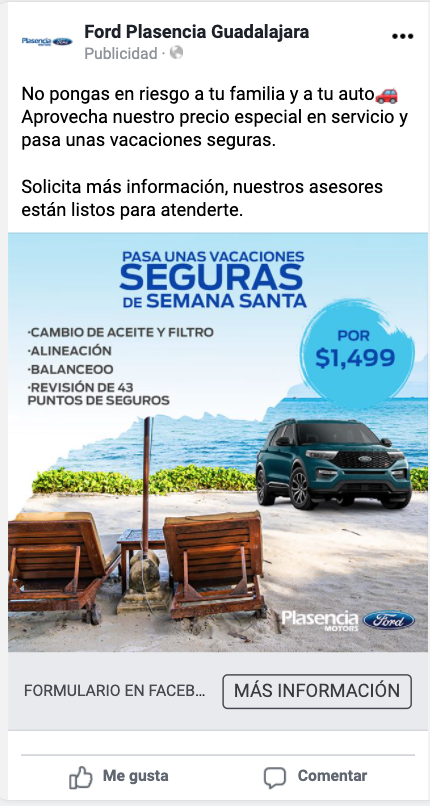 Plasencia
MOTORS
Ford
Ford Plasencia Guadalajara
Publicidad ·
No pongas en riesgo a tu familia y a tu auto
Aprovecha nuestro precio especial en servicio y
pasa unas vacaciones seguras.
Solicita más información, nuestros asesores
están listos para atenderte.
PASA UNAS VACACIONES
SEGURAS
DE SEMANA SANTA
·CAMBIO DE ACEITE Y FILTRO
·ALINEACIÓN
·BALANCEOO
·REVISIÓN DE 43
PUNTOS DE SEGUROS
POR
$1,499
Plasencia
MOTORS
Ford
FORMULARIO EN FACEB...
MÁS INFORMACIÓN
Me gusta
Comentar